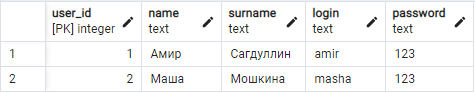 user_id name surname login password
[PK] integer text text text text
1 1 Амир Сагдуллин amir 123
2 2 Маша Мошкина masha 123